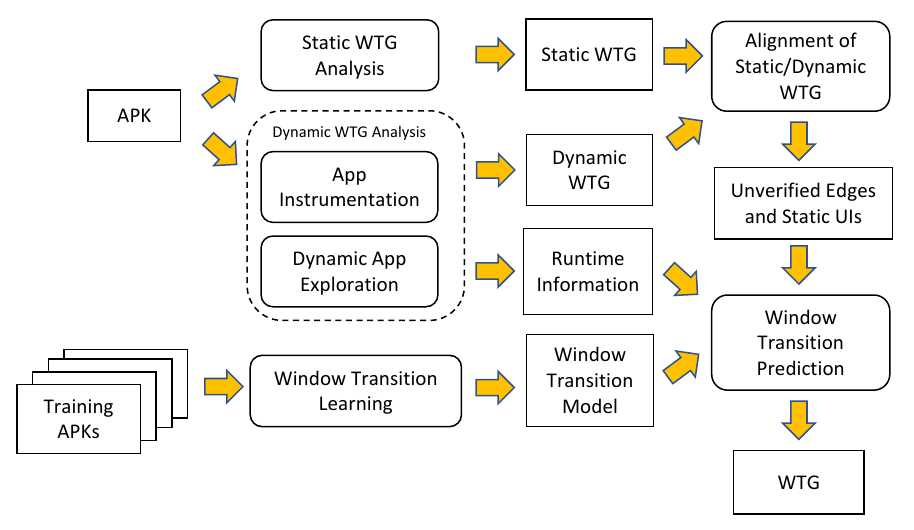 Static WTG
Analysis
Static WTG
Alignment of
Static/Dynamic
WTG
APK
Dynamic WTG Analysis
App
Instrumentation
Dynamic
WTG
Unverified Edges
and Static UIs
Dynamic App
Exploration
Runtime
Information
Window
Transition
Prediction
Training
APKs
Window Transition
Learning
Window
Transition
Model
WTG